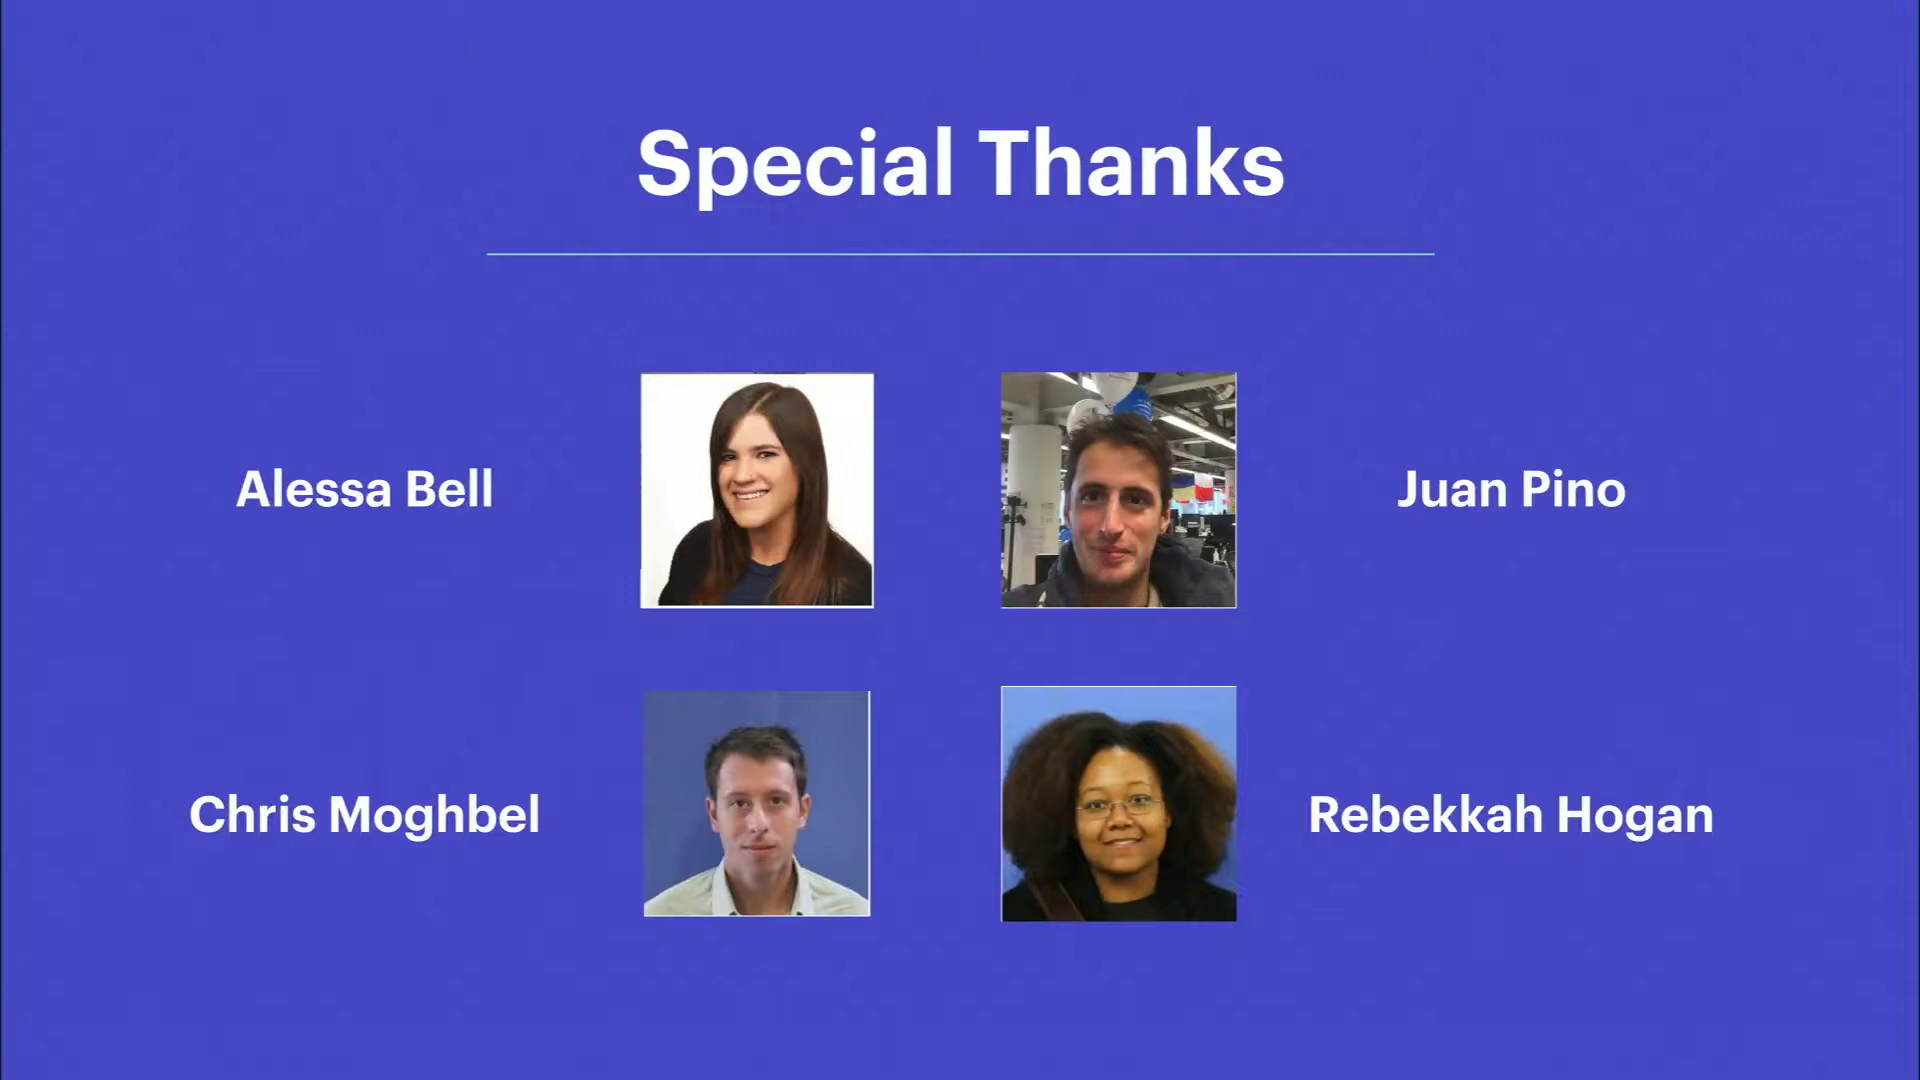 Special Thanks
Alessa Bell
Juan Pino
Chris Moghbel
Rebekkah Hogan